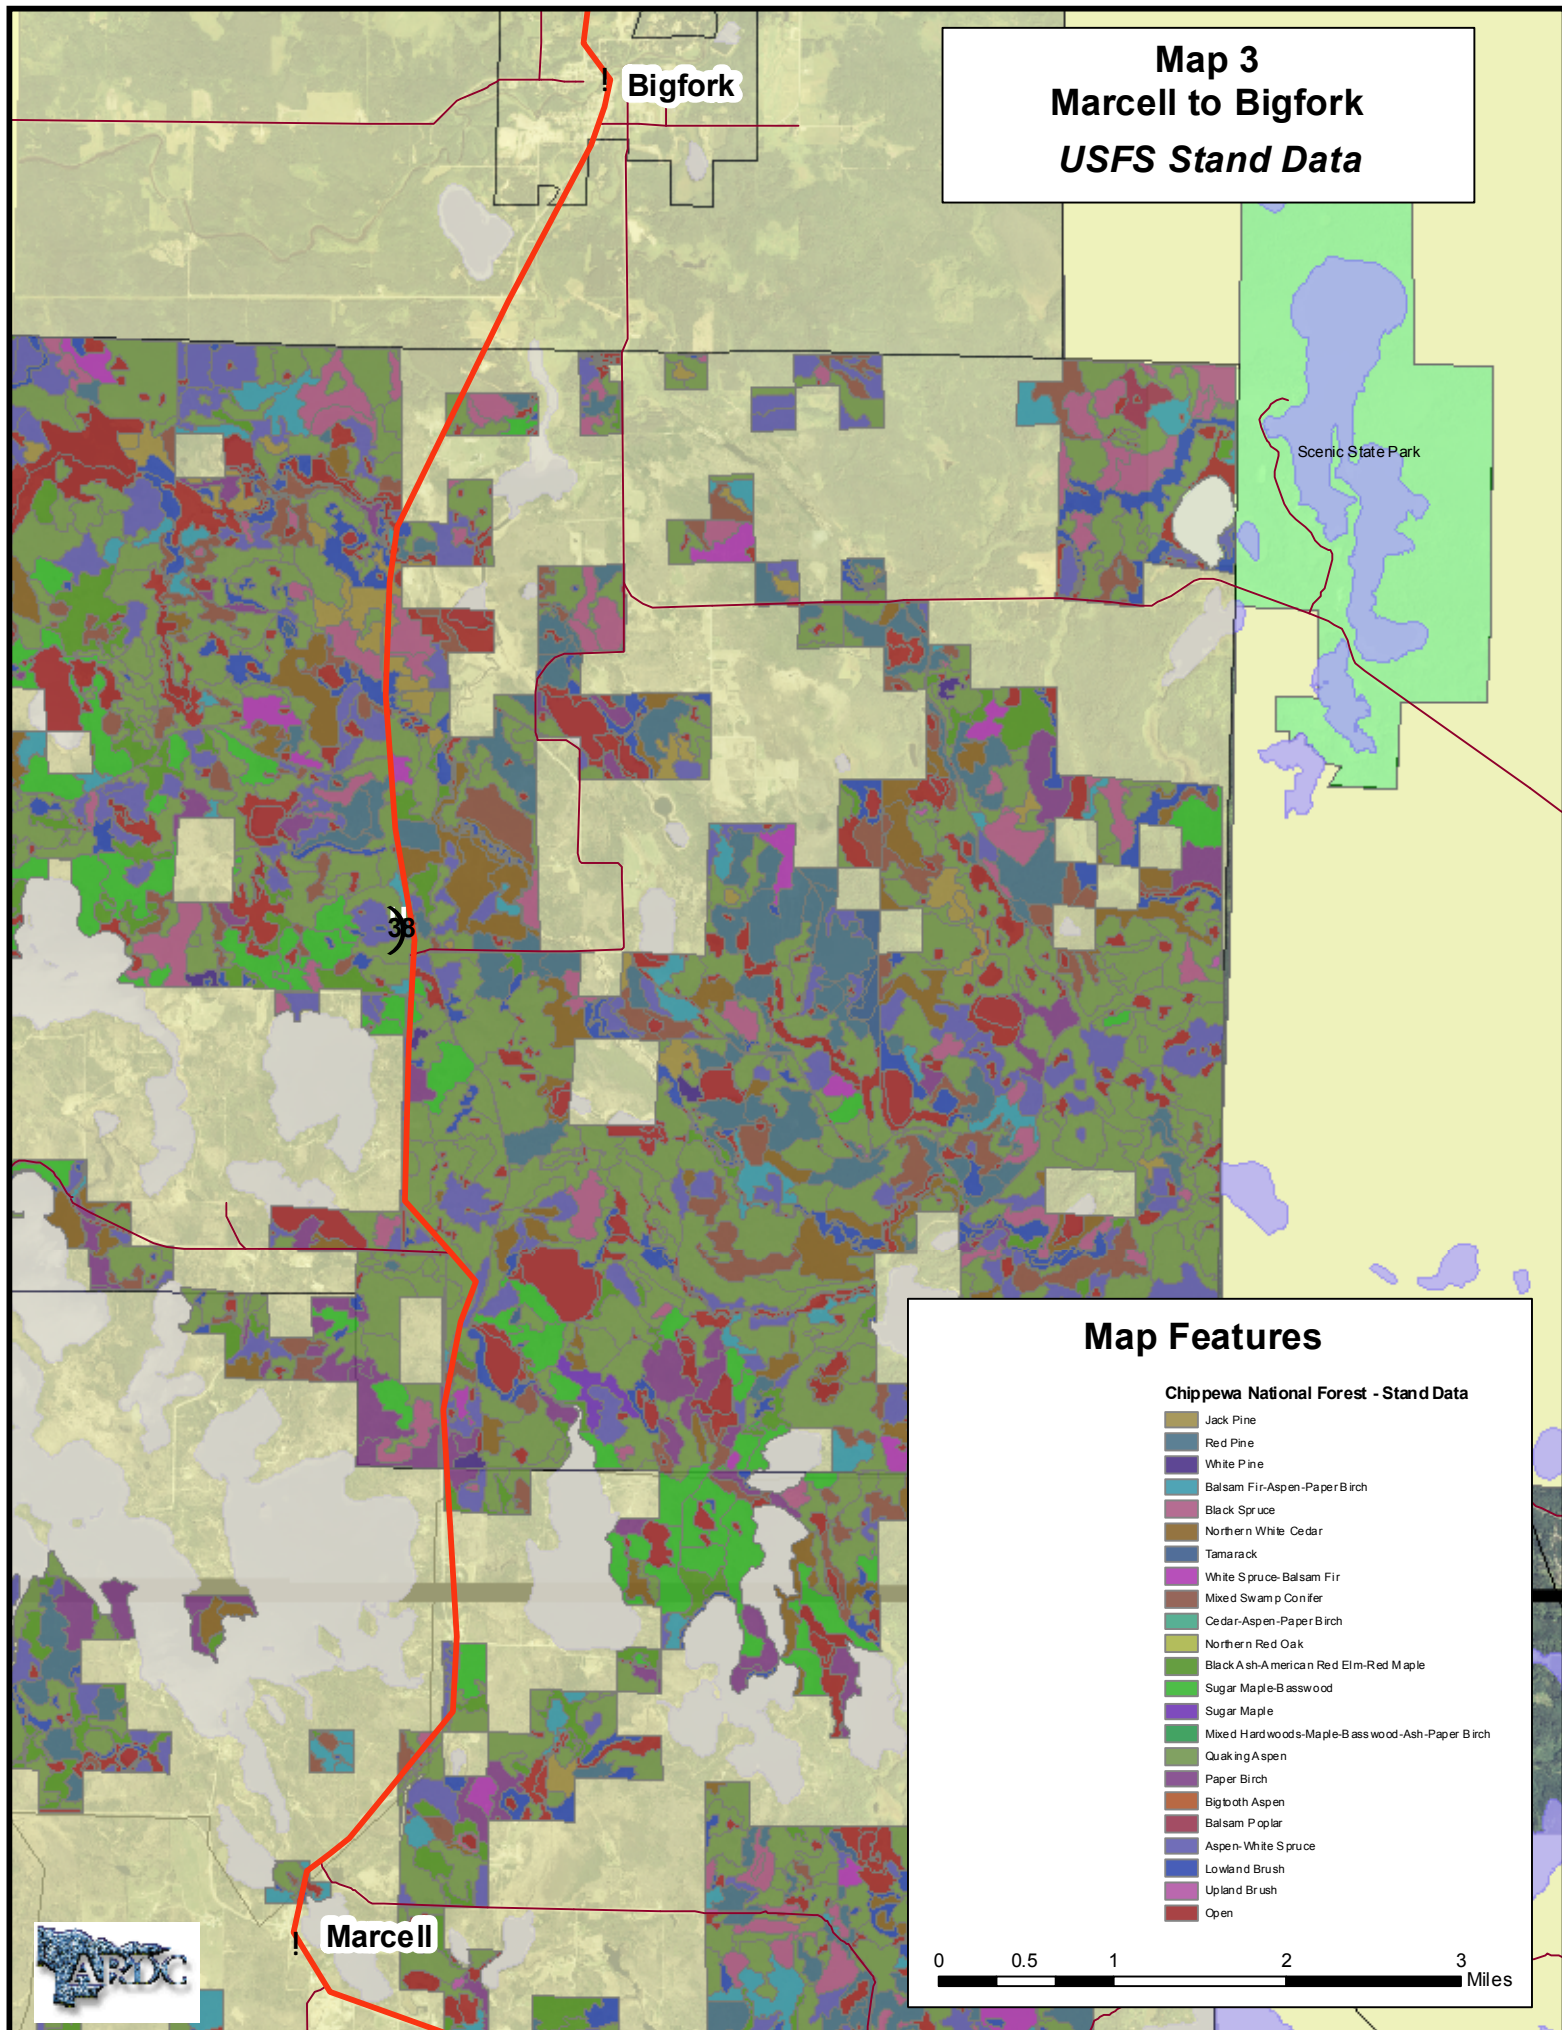 Map 3
Marcell to Bigfork
USFS Stand Data
! Bigfork
Scenic State Park
38
Map Features
Chippewa National Forest - Stand Data
Jack Pine
Red Pine
White Pine
Balsam Fir-Aspen-Paper Birch
Black Spruce
Northern White Cedar
Tamarack
White Spruce-Balsam Fir
Mixed Swamp Conifer
Cedar-Aspen-Paper Birch
Northern Red Oak
Black Ash-American Red Elm-Red Maple
Sugar Maple-Basswood
Sugar Maple
Mixed Hardwoods-Maple-Basswood-Ash-Paper Birch
Quaking Aspen
Paper Birch
Bigtooth Aspen
Balsam Poplar
Aspen-White Spruce
Lowland Brush
Upland Brush
Open
0 0.5 1 2 3
Miles
! Marcell
ARDC